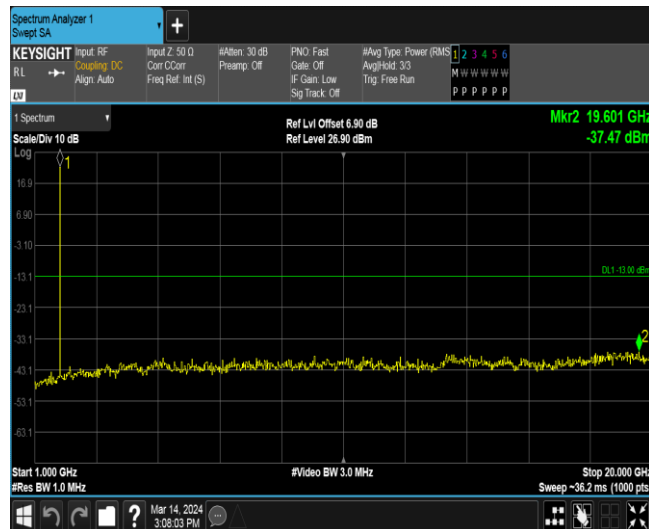 Spectrum Analyzer 1
Swept SA
KEYSIGHT
RL
LXI
Input: RF
Coupling: DC
Align: Auto
Input Z: 50 Ω
Corr CCorr
Freq Ref: Int (S)
#Atten: 30 dB
Preamp: Off
PNO: Fast
Gate: Off
IF Gain: Low
Sig Track: Off
#Avg Type: Power (RMS
Avg|Hold: 3/3
Trig: Free Run
1 2 3 4 5 6
M W W W W W
P P P P P P
1 Spectrum
Scale/Div 10 dB
Log
Ref Lvl Offset 6.90 dB
Ref Level 26.90 dBm
Mkr2 19.601 GHz
-37.47 dBm
1
16.9
6.90
-3.10
-13.1
DL1 -13.00 dBm
-23.1
-33.1
2
-43.1
-53.1
-63.1
Start 1.000 GHz
#Res BW 1.0 MHz
#Video BW 3.0 MHz
Stop 20.000 GHz
Sweep ~36.2 ms (1000 pts)
?
Mar 14, 2024
3:08:03 PM